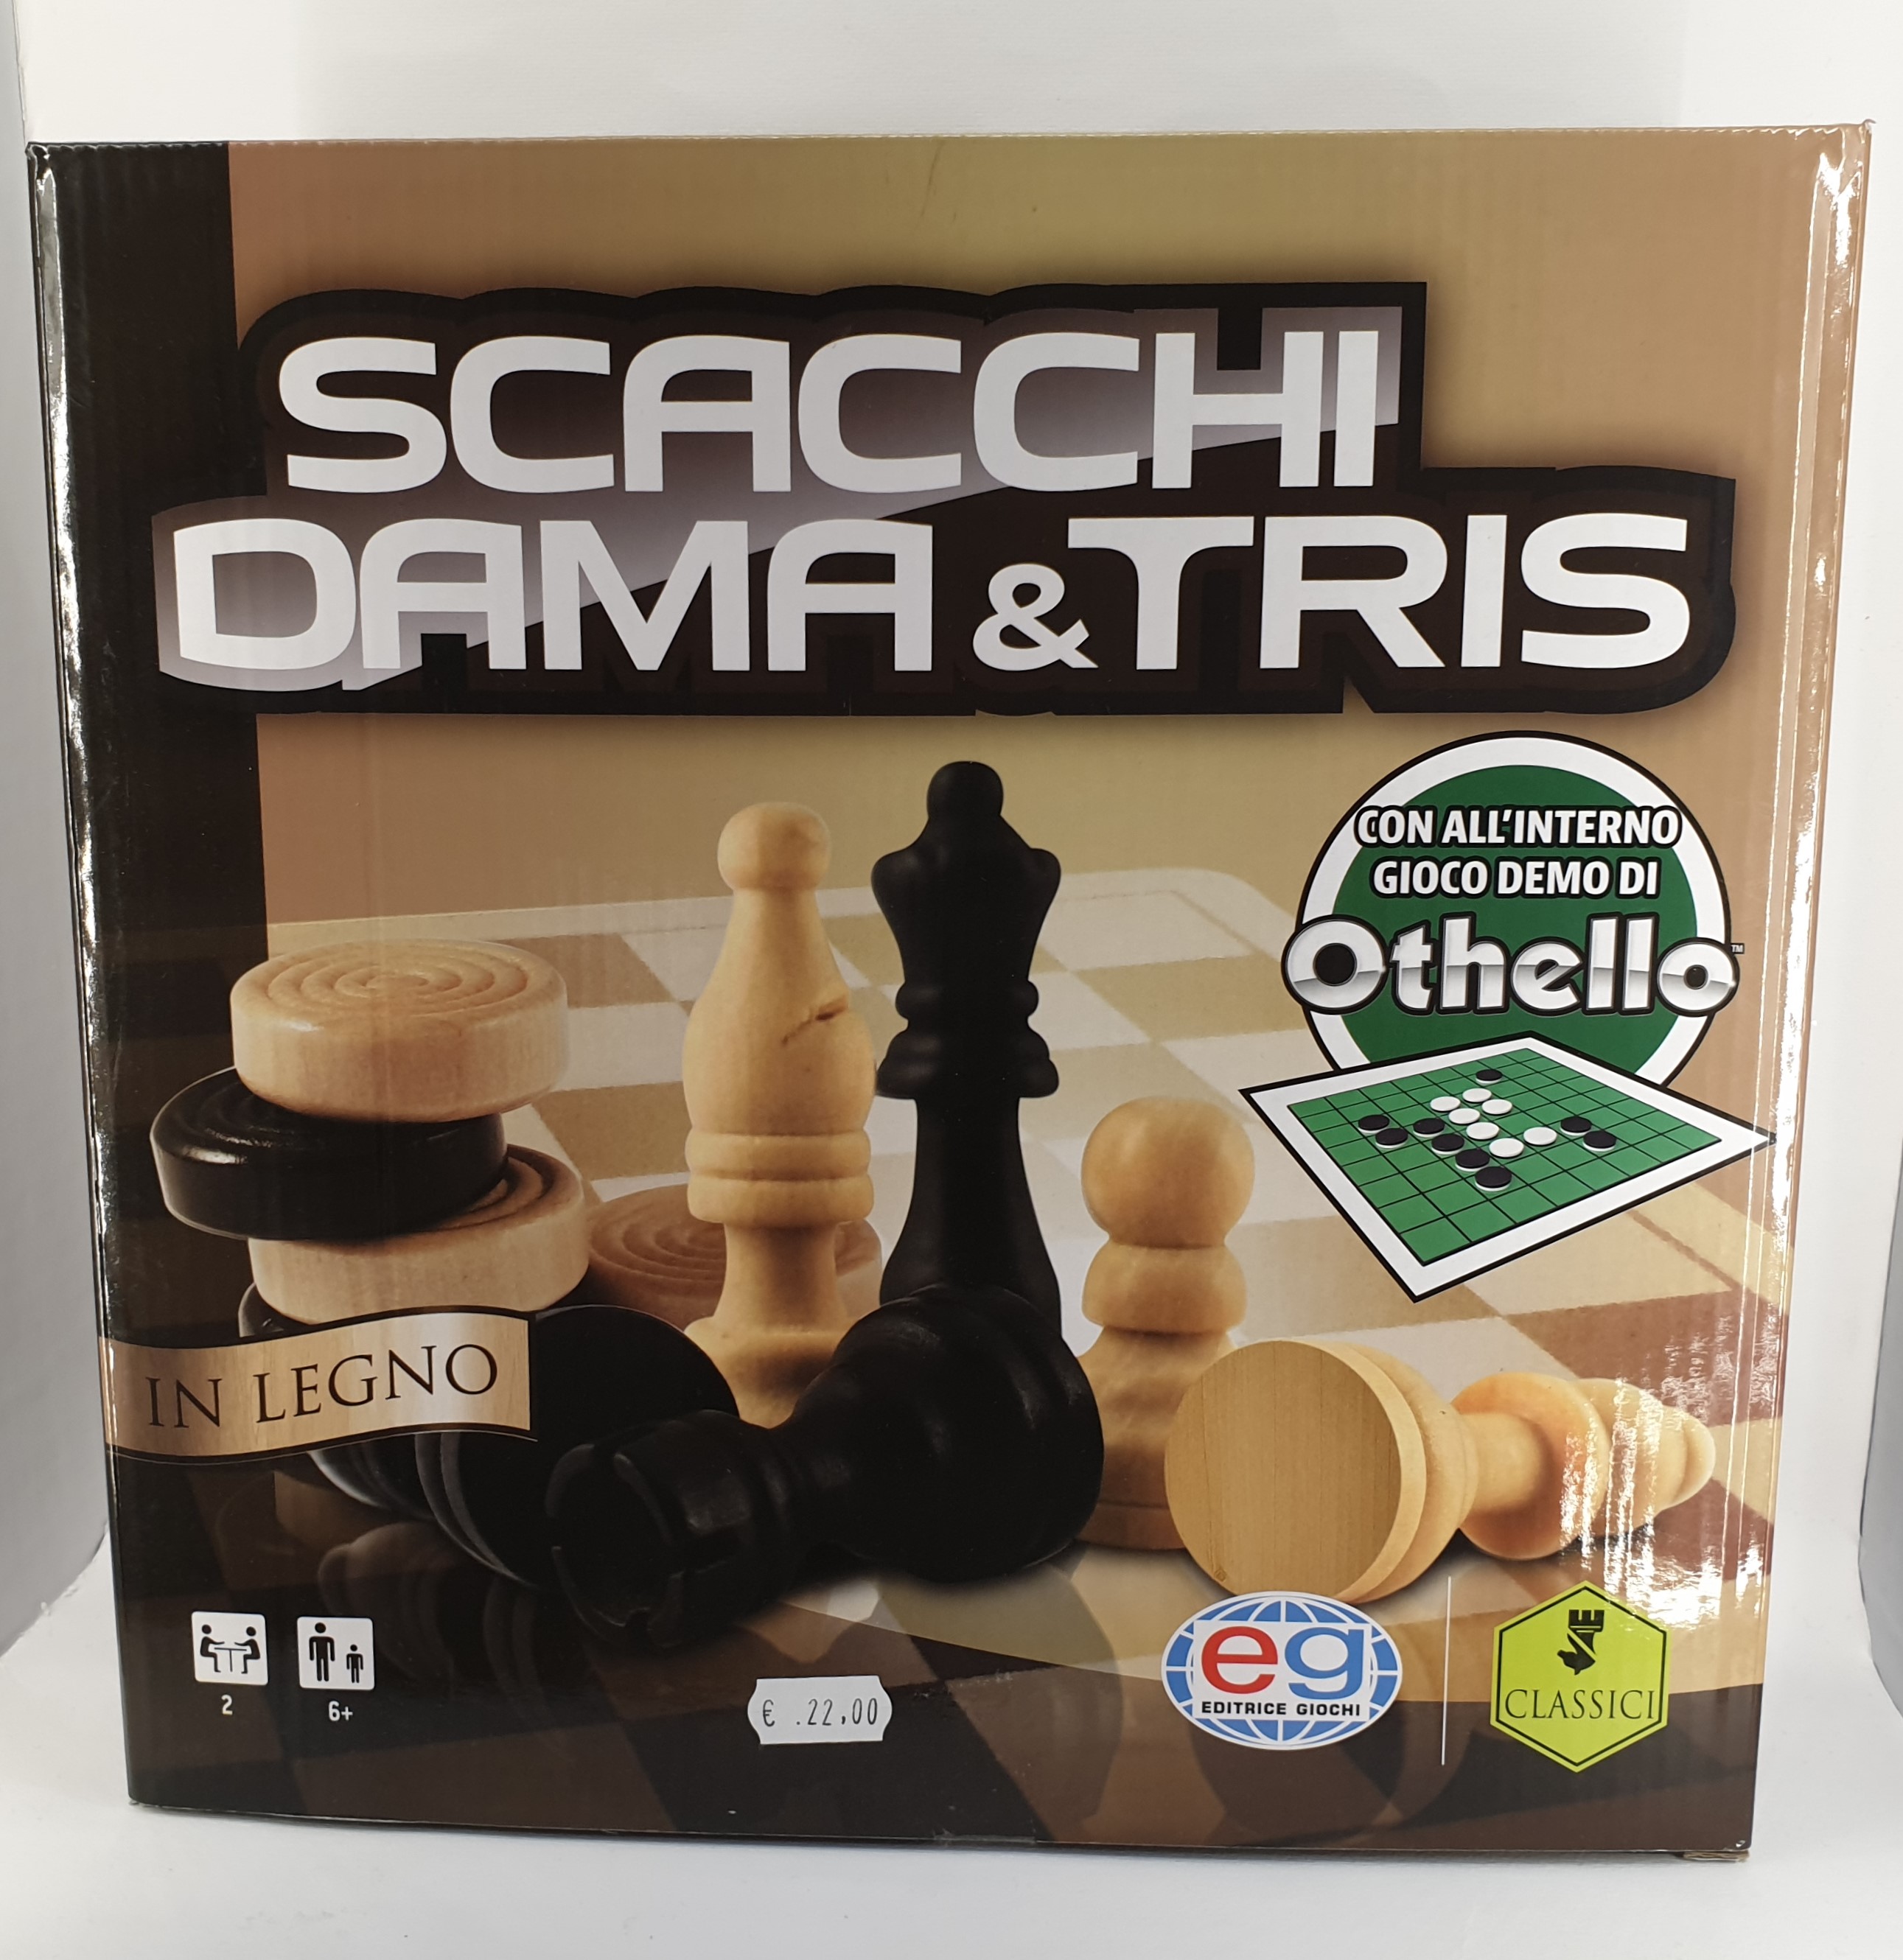 SCACCHI
DAMA & TRIS
CON ALL'INTERNO
GIOCO DEMO DI
Othello™
IN LEGNO
2
6+
€ .22,00
eg
EDITRICE GIOCHI
CLASSICI